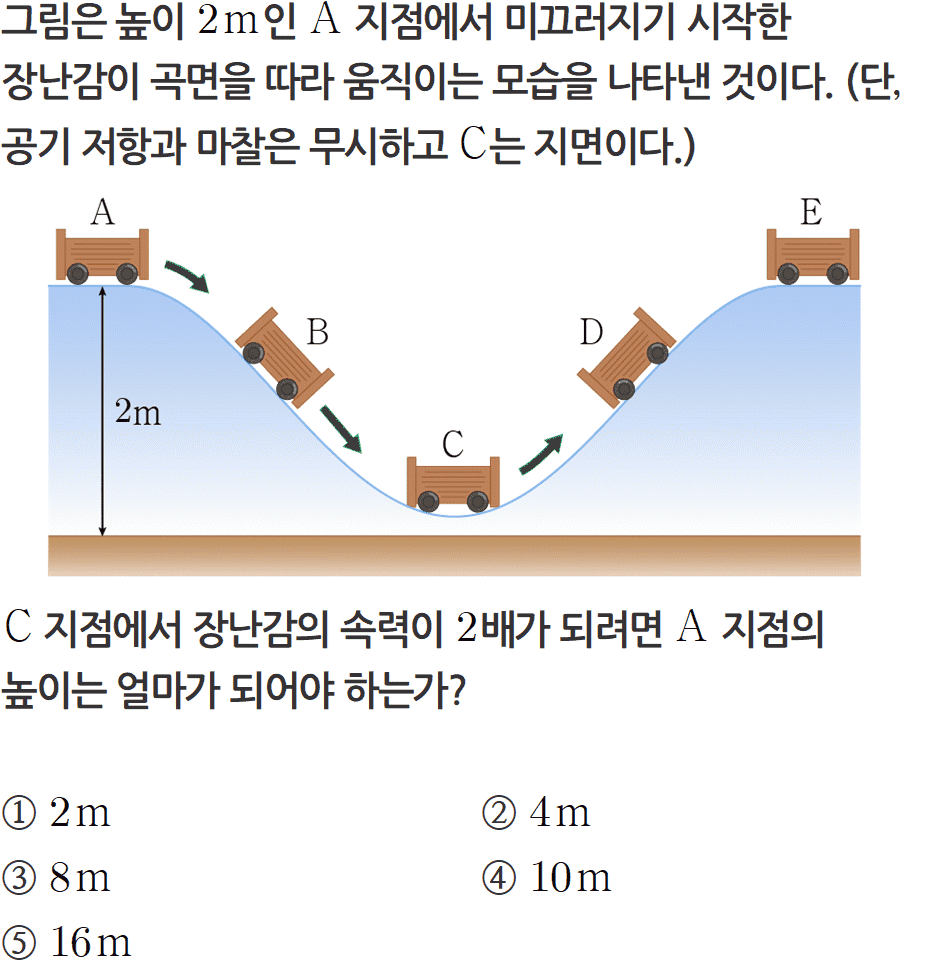 그림은 높이 2m인 A 지점에서 미끄러지기 시작한
장난감이 곡면을 따라 움직이는 모습을 나타낸 것이다. (단,
공기 저항과 마찰은 무시하고 C는 지면이다.)
A
E
B
D
2m
C
C 지점에서 장난감의 속력이 2배가 되려면 A 지점의
높이는 얼마가 되어야 하는가?
① 2m
② 4m
③ 8m
④ 10m
⑤ 16m